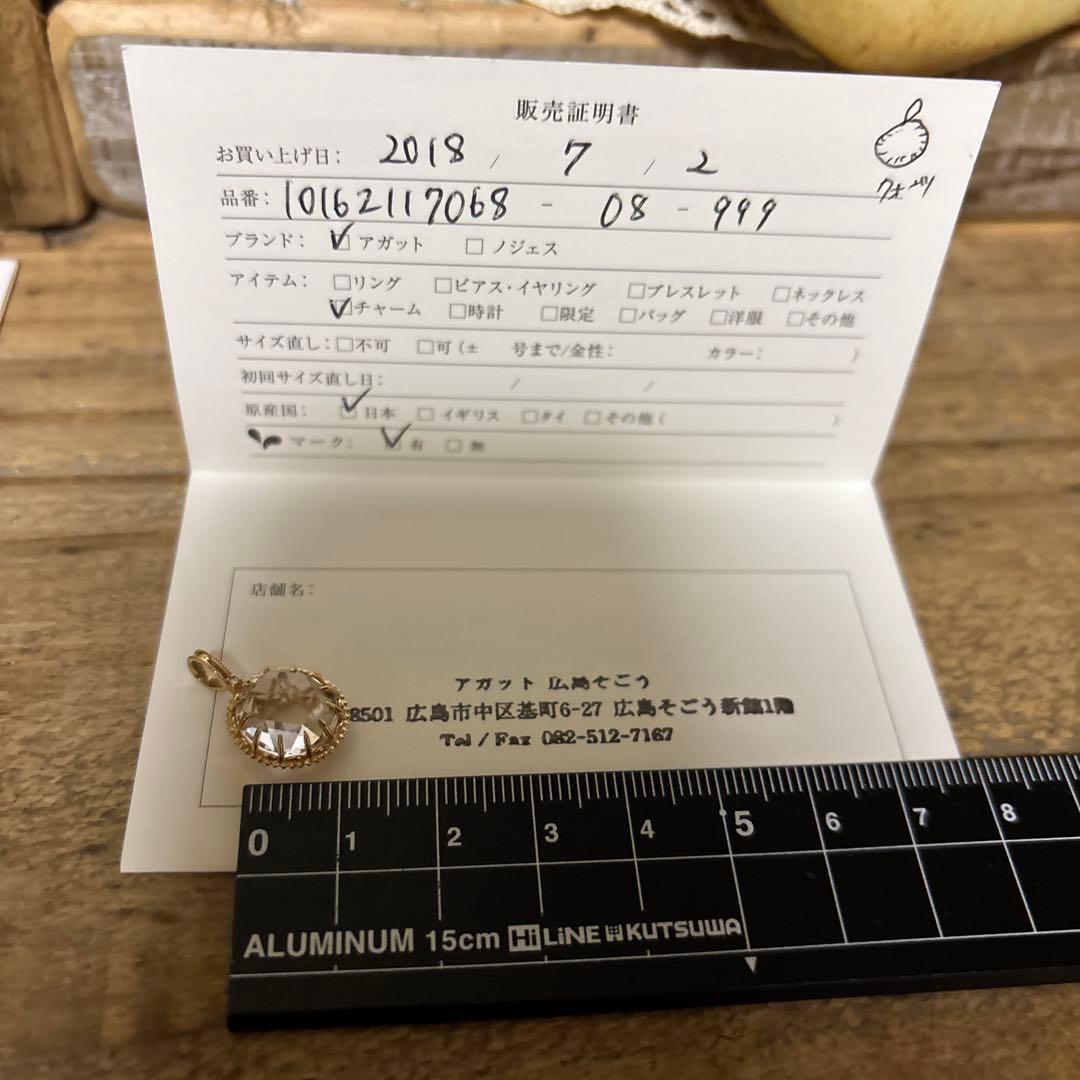 販売証明書
お買い上げ日: 2018 / 7 / 2
品番: 10162117068 - 08 - 999
クォーツ
ブランド: ☑ アガット □ ノジェス
アイテム: □リング □ピアス・イヤリング □ブレスレット □ネックレス
☑チャーム □時計 □限定 □バッグ □洋服 □その他
サイズ直し: □不可 □可 (± 号まで/金性: カラー: )
初回サイズ直し日: / /
原産国: ☑ 日本 □ イギリス □タイ □その他 ( )
マーク: ☑ 有 □ 無
店舗名:
アガット 広島そごう
8501 広島市中区基町6-27 広島そごう新館1階
Tel / Fax 082-512-7167
0 1 2 3 4 5 6 7 8
ALUMINUM 15cm HiLiNE KUTSUWA